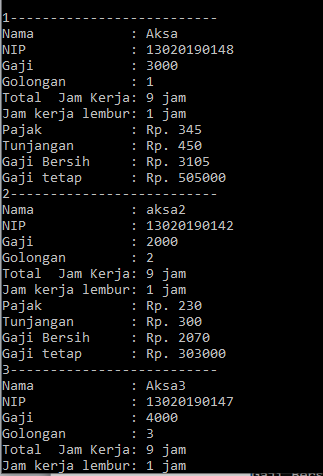 1--------------------------
Nama            : Aksa
NIP             : 13020190148
Gaji            : 3000
Golongan        : 1
Total  Jam Kerja: 9 jam
Jam kerja lembur: 1 jam
Pajak           : Rp. 345
Tunjangan       : Rp. 450
Gaji Bersih     : Rp. 3105
Gaji tetap      : Rp. 505000
2--------------------------
Nama            : aksa2
NIP             : 13020190142
Gaji            : 2000
Golongan        : 2
Total  Jam Kerja: 9 jam
Jam kerja lembur: 1 jam
Pajak           : Rp. 230
Tunjangan       : Rp. 300
Gaji Bersih     : Rp. 2070
Gaji tetap      : Rp. 303000
3--------------------------
Nama            : Aksa3
NIP             : 13020190147
Gaji            : 4000
Golongan        : 3
Total  Jam Kerja: 9 jam
Jam kerja lembur: 1 jam